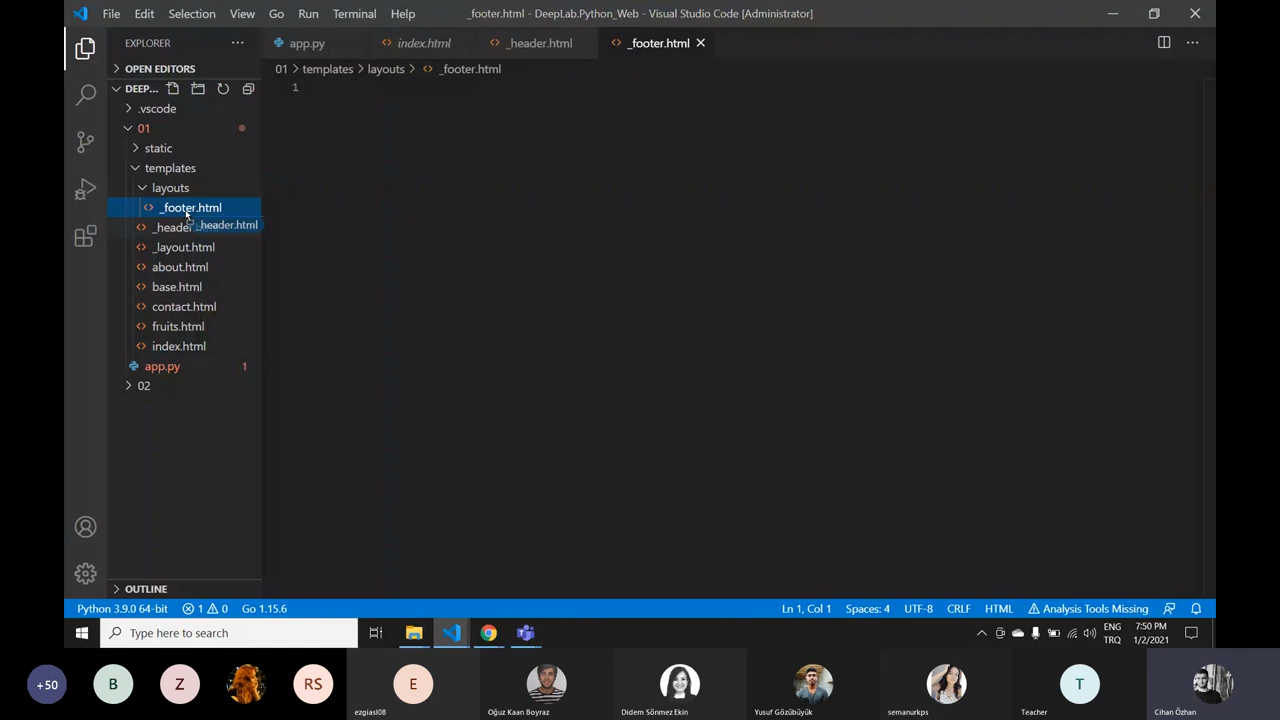 File Edit Selection View Go Run Terminal Help
_footer.html - DeepLab.Python_Web - Visual Studio Code [Administrator]
EXPLORER
app.py
index.html
_header.html
_footer.html
OPEN EDITORS
01 > templates > layouts > _footer.html
DEEP...
1
.vscode
01
static
templates
layouts
_footer.html
_header.html
_layout.html
about.html
base.html
contact.html
fruits.html
index.html
app.py 1
02
OUTLINE
Python 3.9.0 64-bit 1 0 Go 1.15.6
Ln 1, Col 1 Spaces: 4 UTF-8 CRLF HTML Analysis Tools Missing
Type here to search
ENG
TRQ
7:50 PM
1/2/2021
+50 B Z RS E T
ezgiasl08
Oğuz Kaan Boyraz
Didem Sönmez Ekin
Yusuf Gözübüyük
semanurkps
Teacher
Cihan Özhan